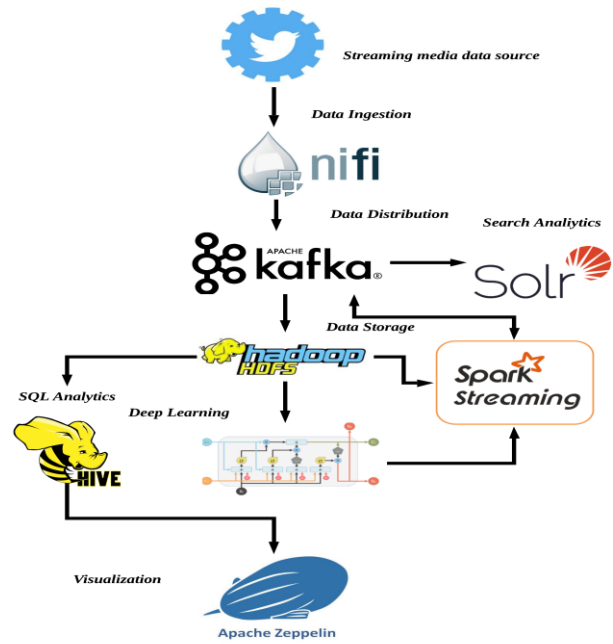 Streaming media data source
Data Ingestion
nifi
Data Distribution
Search Analiytics
APACHE
kafka®
Solr
Data Storage
hadoop
HDFS
Spark
Streaming
SQL Analytics
Deep Learning
HIVE
Visualization
Apache Zeppelin